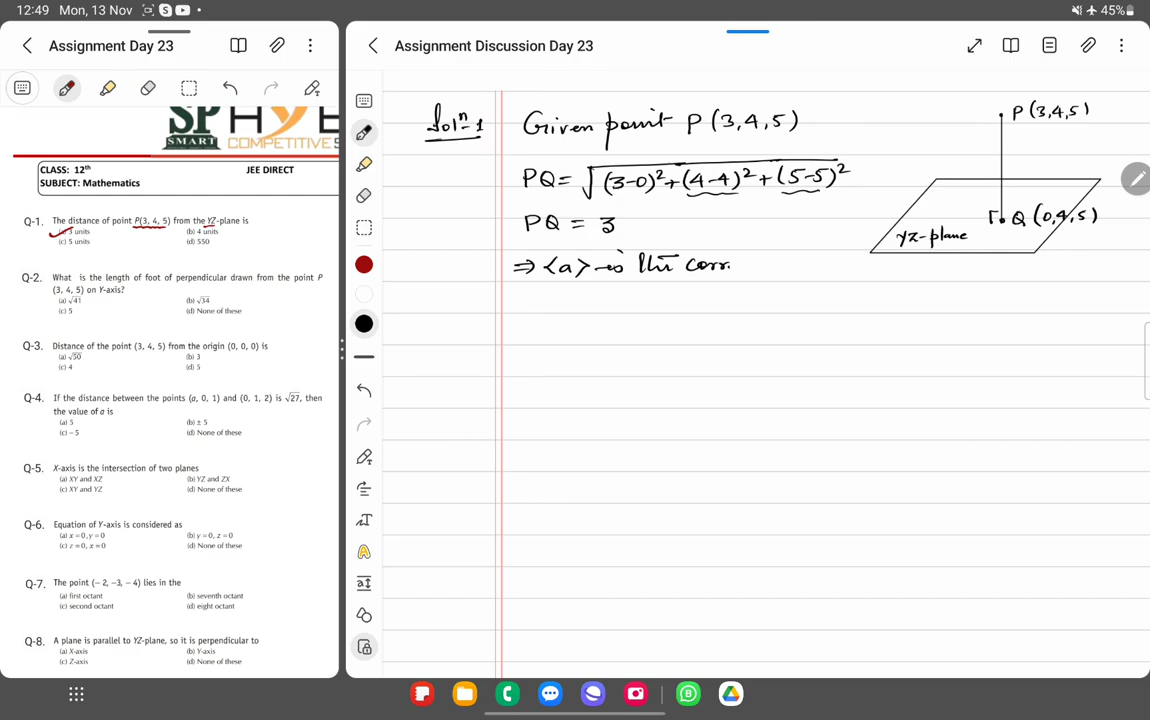 12:49 Mon, 13 Nov
45%
Assignment Day 23
SP HYB
SMART COMPETITIVE S
CLASS: 12th JEE DIRECT
SUBJECT: Mathematics
Q-1. The distance of point P(3, 4, 5) from the YZ-plane is
(a) 3 units (b) 4 units
(c) 5 units (d) 550
Q-2. What is the length of foot of perpendicular drawn from the point P
(3, 4, 5) on Y-axis?
(a) √41 (b) √34
(c) 5 (d) None of these
Q-3. Distance of the point (3, 4, 5) from the origin (0, 0, 0) is
(a) √50 (b) 3
(c) 4 (d) 5
Q-4. If the distance between the points (a, 0, 1) and (0, 1, 2) is √27, then
the value of a is
(a) 5 (b) ± 5
(c) – 5 (d) None of these
Q-5. X-axis is the intersection of two planes
(a) XY and XZ (b) YZ and ZX
(c) XY and YZ (d) None of these
Q-6. Equation of Y-axis is considered as
(a) x = 0, y = 0 (b) y = 0, z = 0
(c) z = 0, x = 0 (d) None of these
Q-7. The point (– 2, –3, – 4) lies in the
(a) first octant (b) seventh octant
(c) second octant (d) eight octant
Q-8. A plane is parallel to YZ-plane, so it is perpendicular to
(a) X-axis (b) Y-axis
(c) Z-axis (d) None of these
Assignment Discussion Day 23
Solⁿ-1 Given point P (3,4,5)
PQ = √(3-0)²+(4-4)²+(5-5)²
PQ = 3
⇒ <a> is the corr.
P (3,4,5)
Q (0,4,5)
YZ-plane